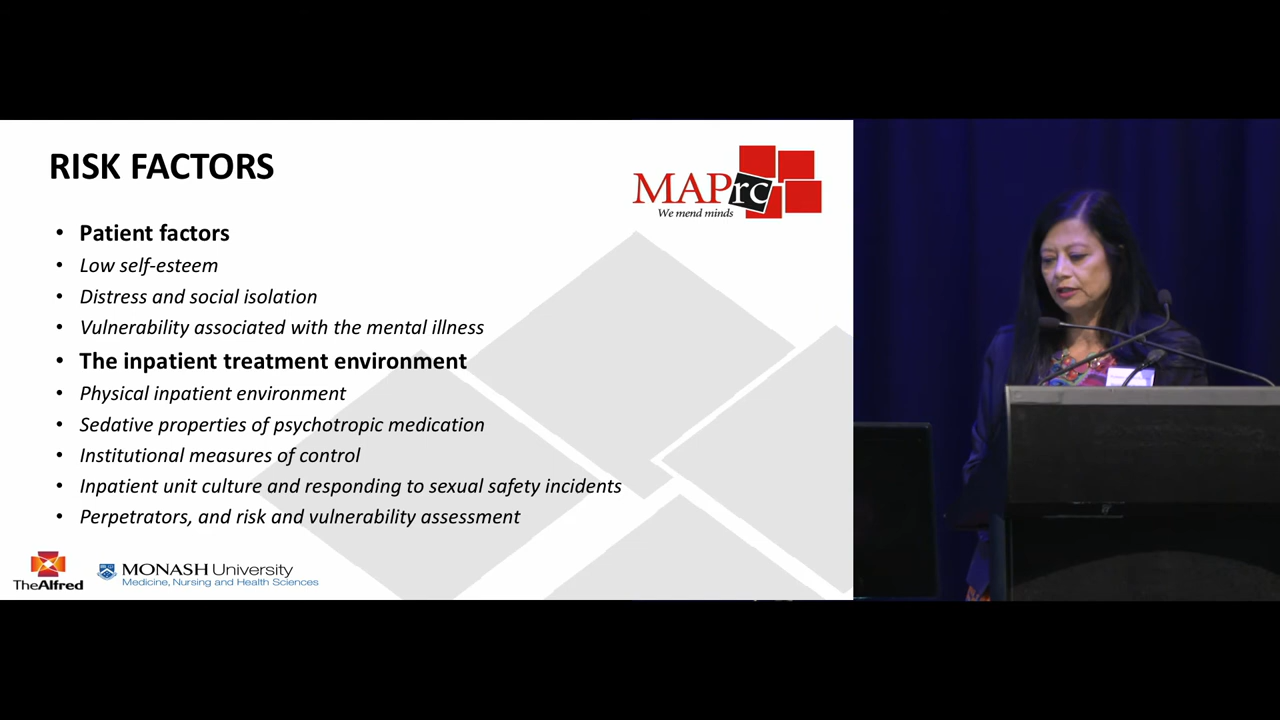 RISK FACTORS
MAPrc
We mend minds
• Patient factors
• Low self-esteem
• Distress and social isolation
• Vulnerability associated with the mental illness
• The inpatient treatment environment
• Physical inpatient environment
• Sedative properties of psychotropic medication
• Institutional measures of control
• Inpatient unit culture and responding to sexual safety incidents
• Perpetrators, and risk and vulnerability assessment
TheAlfred
MONASH University
Medicine, Nursing and Health Sciences